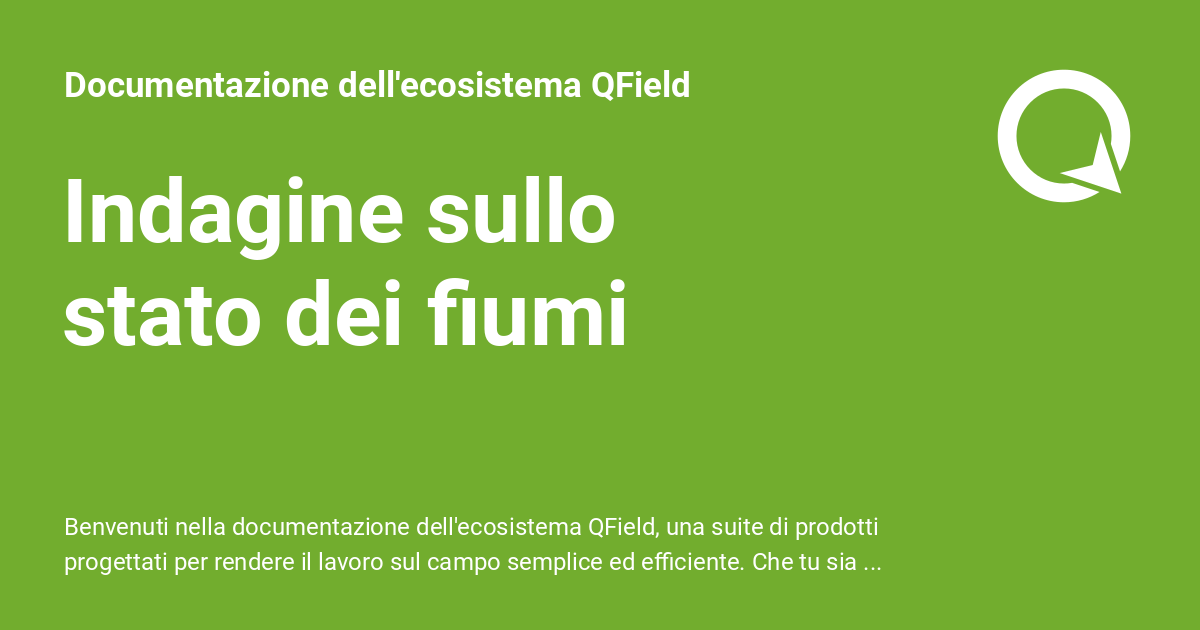 Documentazione dell'ecosistema QField
Indagine sullo
stato dei fiumi
Benvenuti nella documentazione dell'ecosistema QField, una suite di prodotti
progettati per rendere il lavoro sul campo semplice ed efficiente. Che tu sia ...